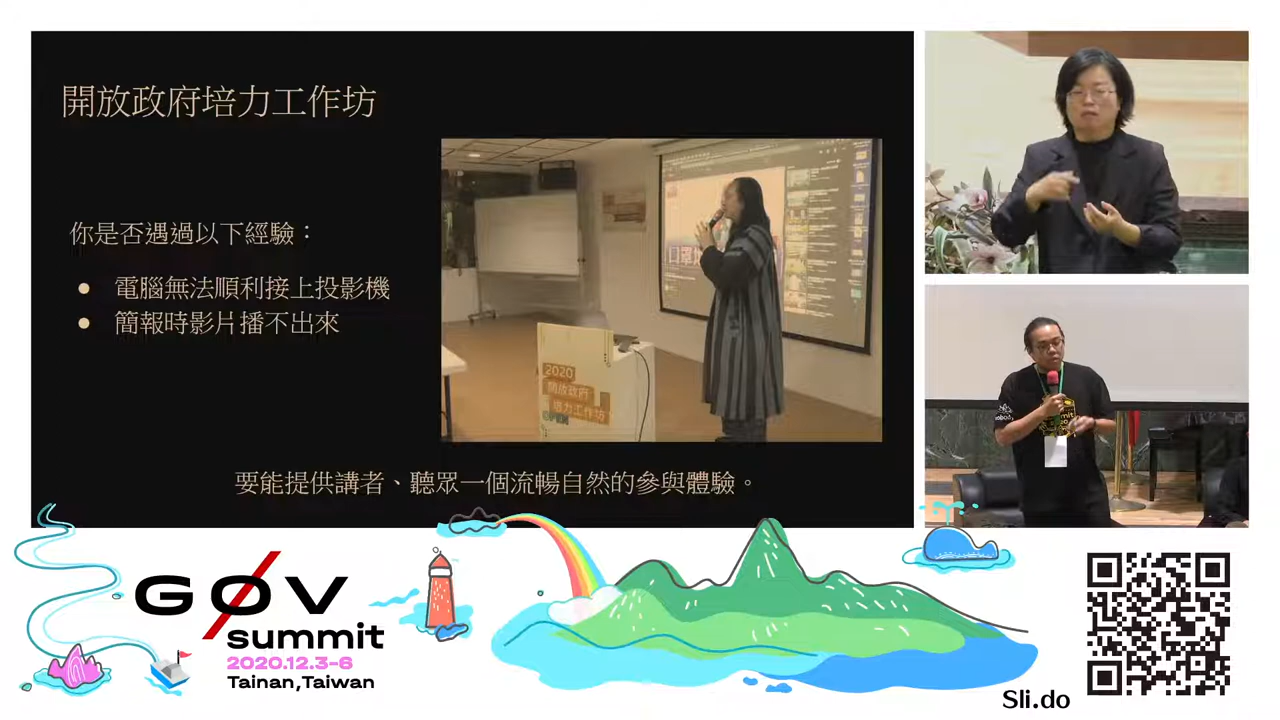 開放政府培力工作坊
你是否遇過以下經驗：
電腦無法順利接上投影機
簡報時影片播不出來
2020
開放政府
培力工作坊
OPEN
要能提供講者、聽眾一個流暢自然的參與體驗。
GØV
summit
2020.12.3-6
Tainan,Taiwan
Sli.do